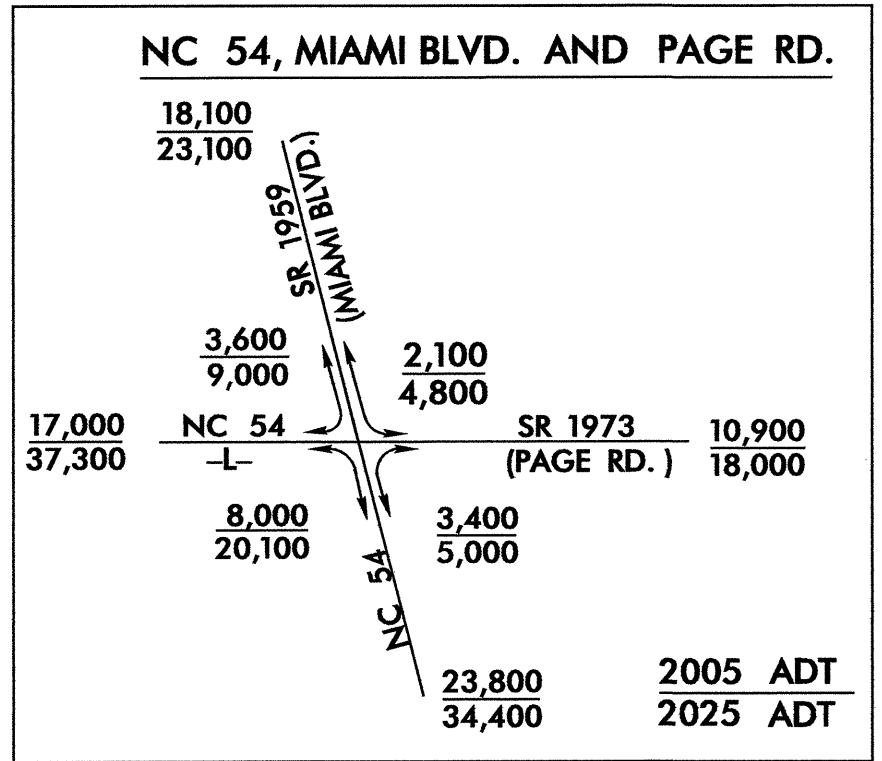 NC 54, MIAMI BLVD. AND PAGE RD.
18,100
23,100
SR 1959
(MIAMI BLVD.)
3,600
9,000
2,100
4,800
17,000
37,300
NC 54
-L-
SR 1973
(PAGE RD.)
10,900
18,000
8,000
20,100
3,400
5,000
NC 54
23,800
34,400
2005 ADT
2025 ADT